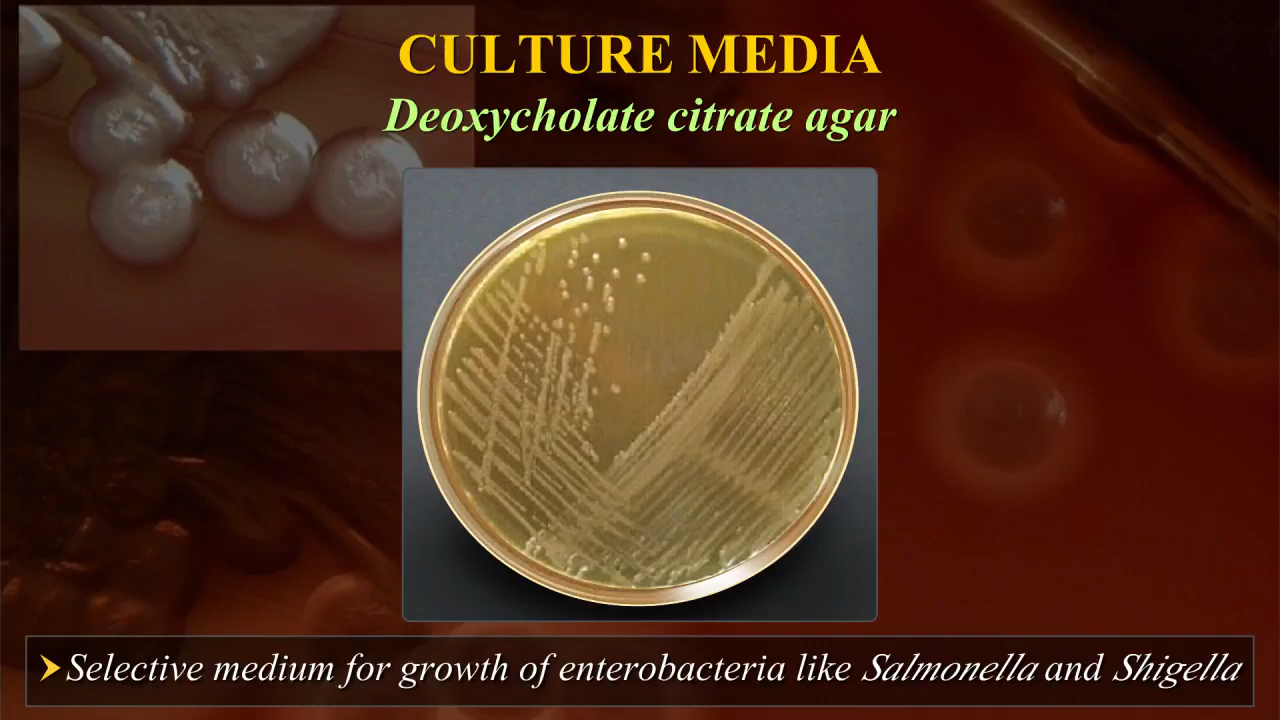 CULTURE MEDIA
Deoxycholate citrate agar
Selective medium for growth of enterobacteria like Salmonella and Shigella